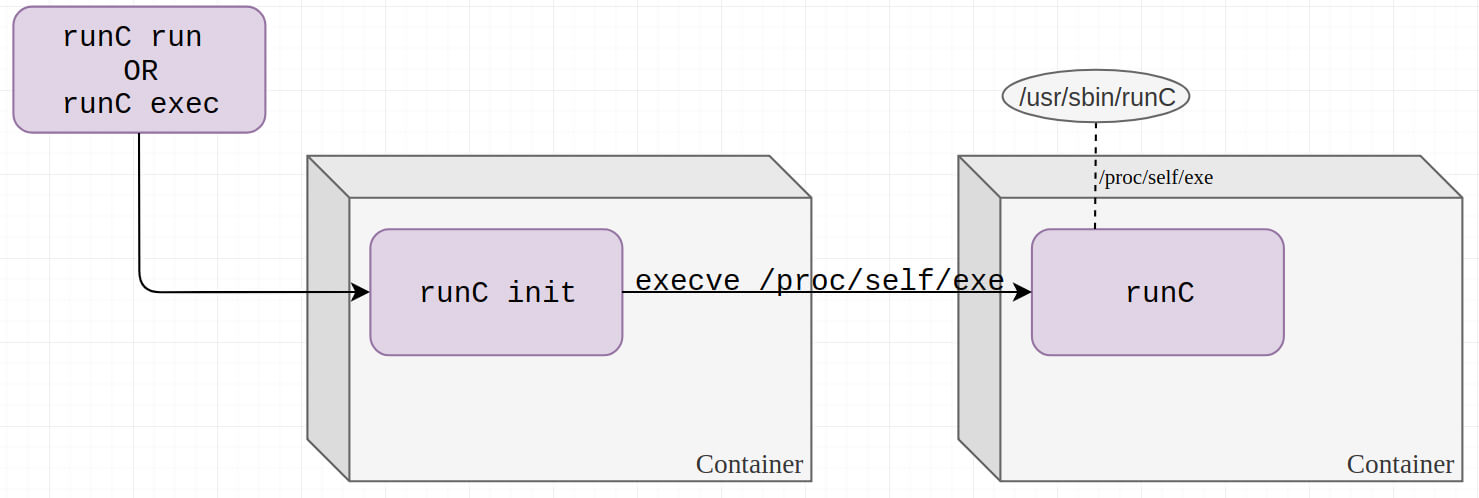 runC run
OR
runC exec
/usr/sbin/runC
/proc/self/exe
runC init
execve /proc/self/exe
runC
Container
Container